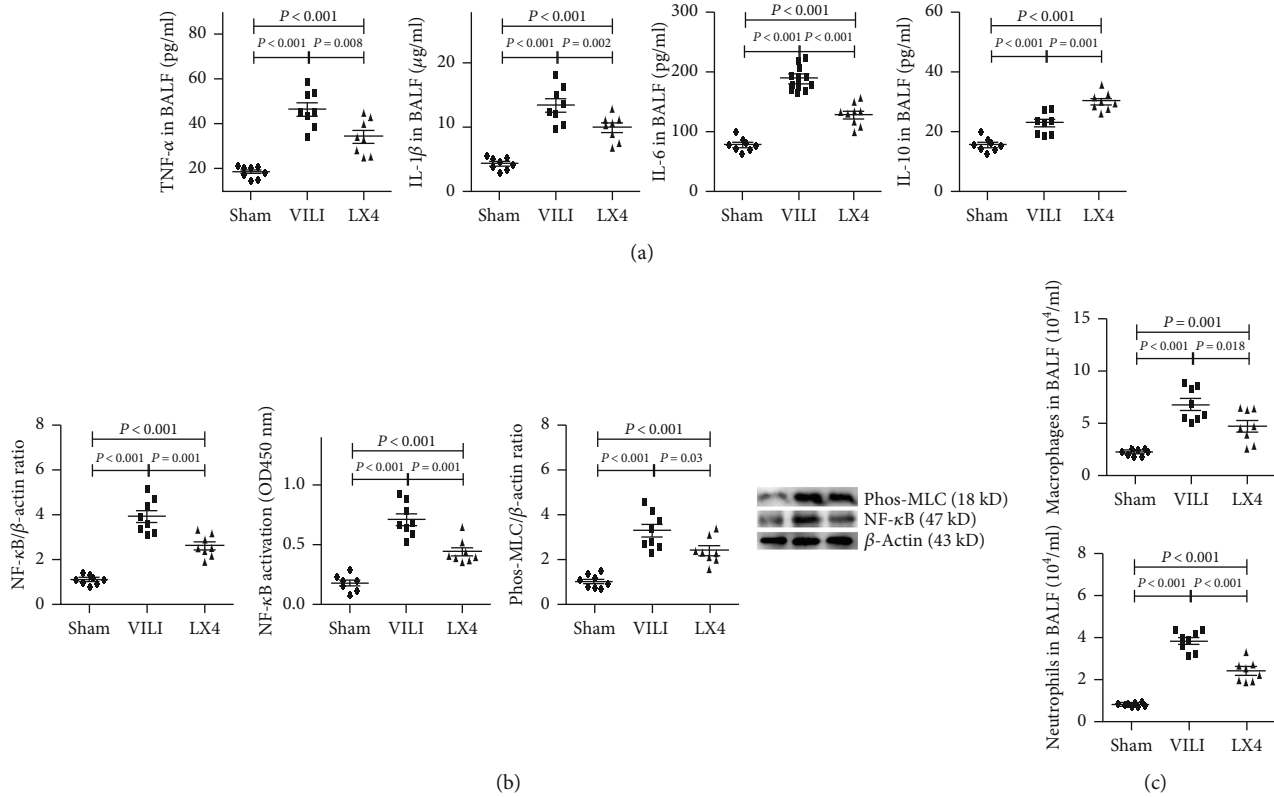 TNF-α in BALF (pg/ml)
80
60
40
20
P < 0.001
P < 0.001 P = 0.008
Sham VILI LX4
IL-1β in BALF (μg/ml)
20
10
0
P < 0.001
P < 0.001 P = 0.002
Sham VILI LX4
IL-6 in BALF (pg/ml)
300
200
100
0
P < 0.001
P < 0.001 P < 0.001
Sham VILI LX4
IL-10 in BALF (pg/ml)
60
40
20
0
P < 0.001
P < 0.001 P = 0.001
Sham VILI LX4
(a)
NF-κB/β-actin ratio
8
6
4
2
0
P < 0.001
P < 0.001 P = 0.001
Sham VILI LX4
NF-κB activation (OD450 nm)
1.0
0.5
0.0
P < 0.001
P < 0.001 P = 0.001
Sham VILI LX4
Phos-MLC/β-actin ratio
8
6
4
2
0
P < 0.001
P < 0.001 P = 0.03
Sham VILI LX4
Phos-MLC (18 kD)
NF-κB (47 kD)
β-Actin (43 kD)
(b)
Macrophages in BALF (10⁴/ml)
15
10
5
0
P = 0.001
P < 0.001 P = 0.018
Sham VILI LX4
Neutrophils in BALF (10⁴/ml)
8
6
4
2
0
P < 0.001
P < 0.001 P < 0.001
Sham VILI LX4
(c)